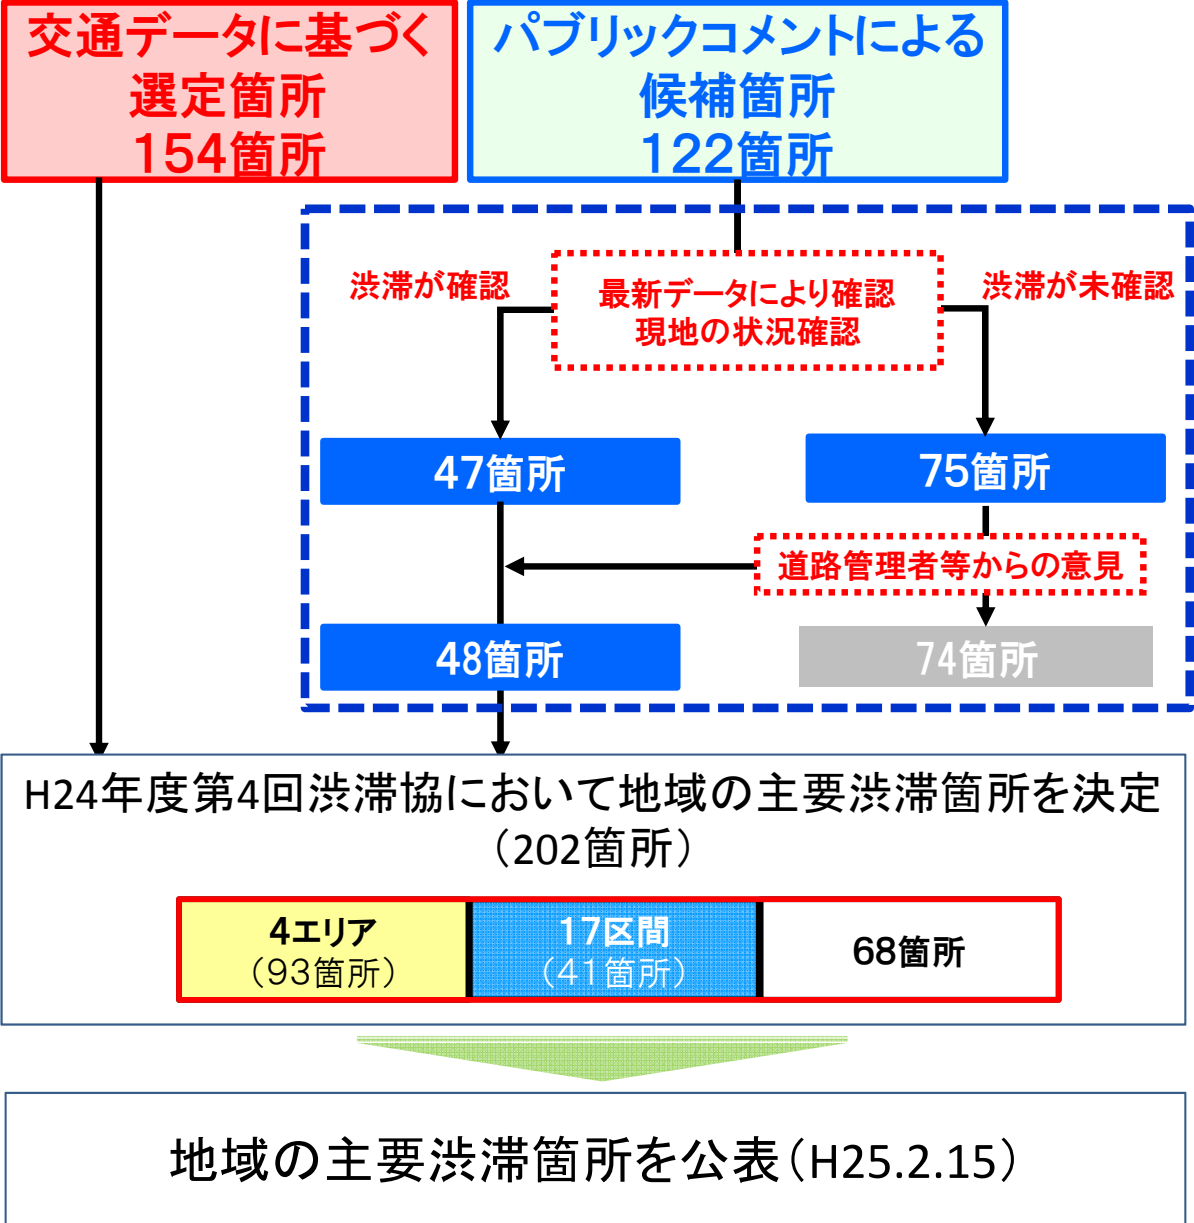 交通データに基づく
選定箇所
154箇所
パブリックコメントによる
候補箇所
122箇所
渋滞が確認
最新データにより確認
現地の状況確認
渋滞が未確認
47箇所
75箇所
道路管理者等からの意見
48箇所
74箇所
H24年度第4回渋滞協において地域の主要渋滞箇所を決定
（202箇所）
4エリア
（93箇所）
17区間
（41箇所）
68箇所
地域の主要渋滞箇所を公表（H25.2.15）